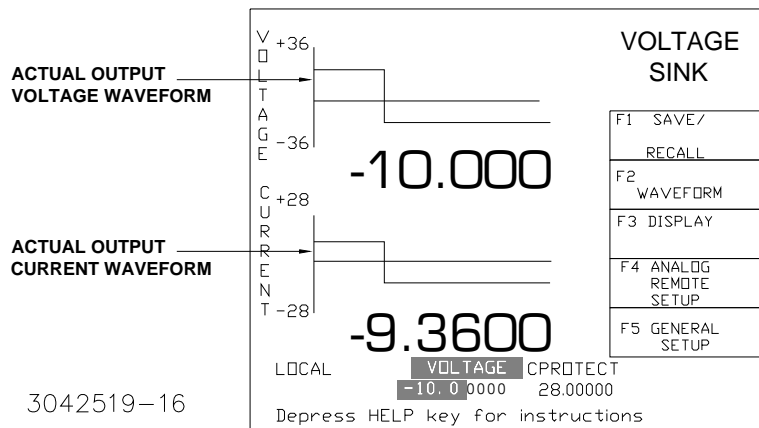 VOLTAGE
SINK
VOLTAGE
+36
-36
ACTUAL OUTPUT
VOLTAGE WAVEFORM
-10.000
F1 SAVE/
RECALL
F2
WAVEFORM
F3 DISPLAY
F4 ANALOG
REMOTE
SETUP
F5 GENERAL
SETUP
CURRENT
+28
-28
ACTUAL OUTPUT
CURRENT WAVEFORM
-9.3600
LOCAL VOLTAGE CPROTECT
-10.00000 28.00000
Depress HELP key for instructions
3042519-16